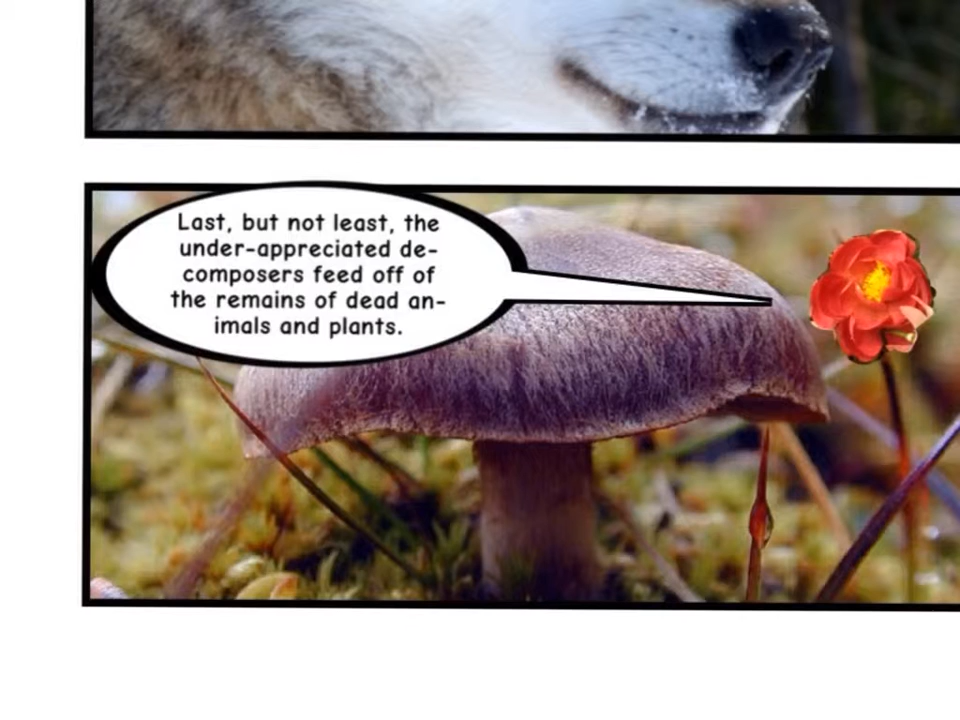 Last, but not least, the
under-appreciated de-
composers feed off of
the remains of dead an-
imals and plants.